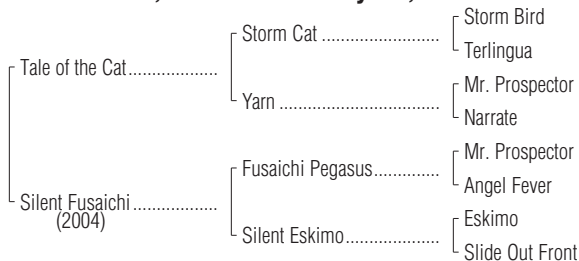 Storm Bird
Storm Cat ..............................
Terlingua
Tale of the Cat..................
Mr. Prospector
Yarn ........................................
Narrate
Mr. Prospector
Fusaichi Pegasus................
Angel Fever
Silent Fusaichi .................
(2004)
Eskimo
Silent Eskimo.......................
Slide Out Front